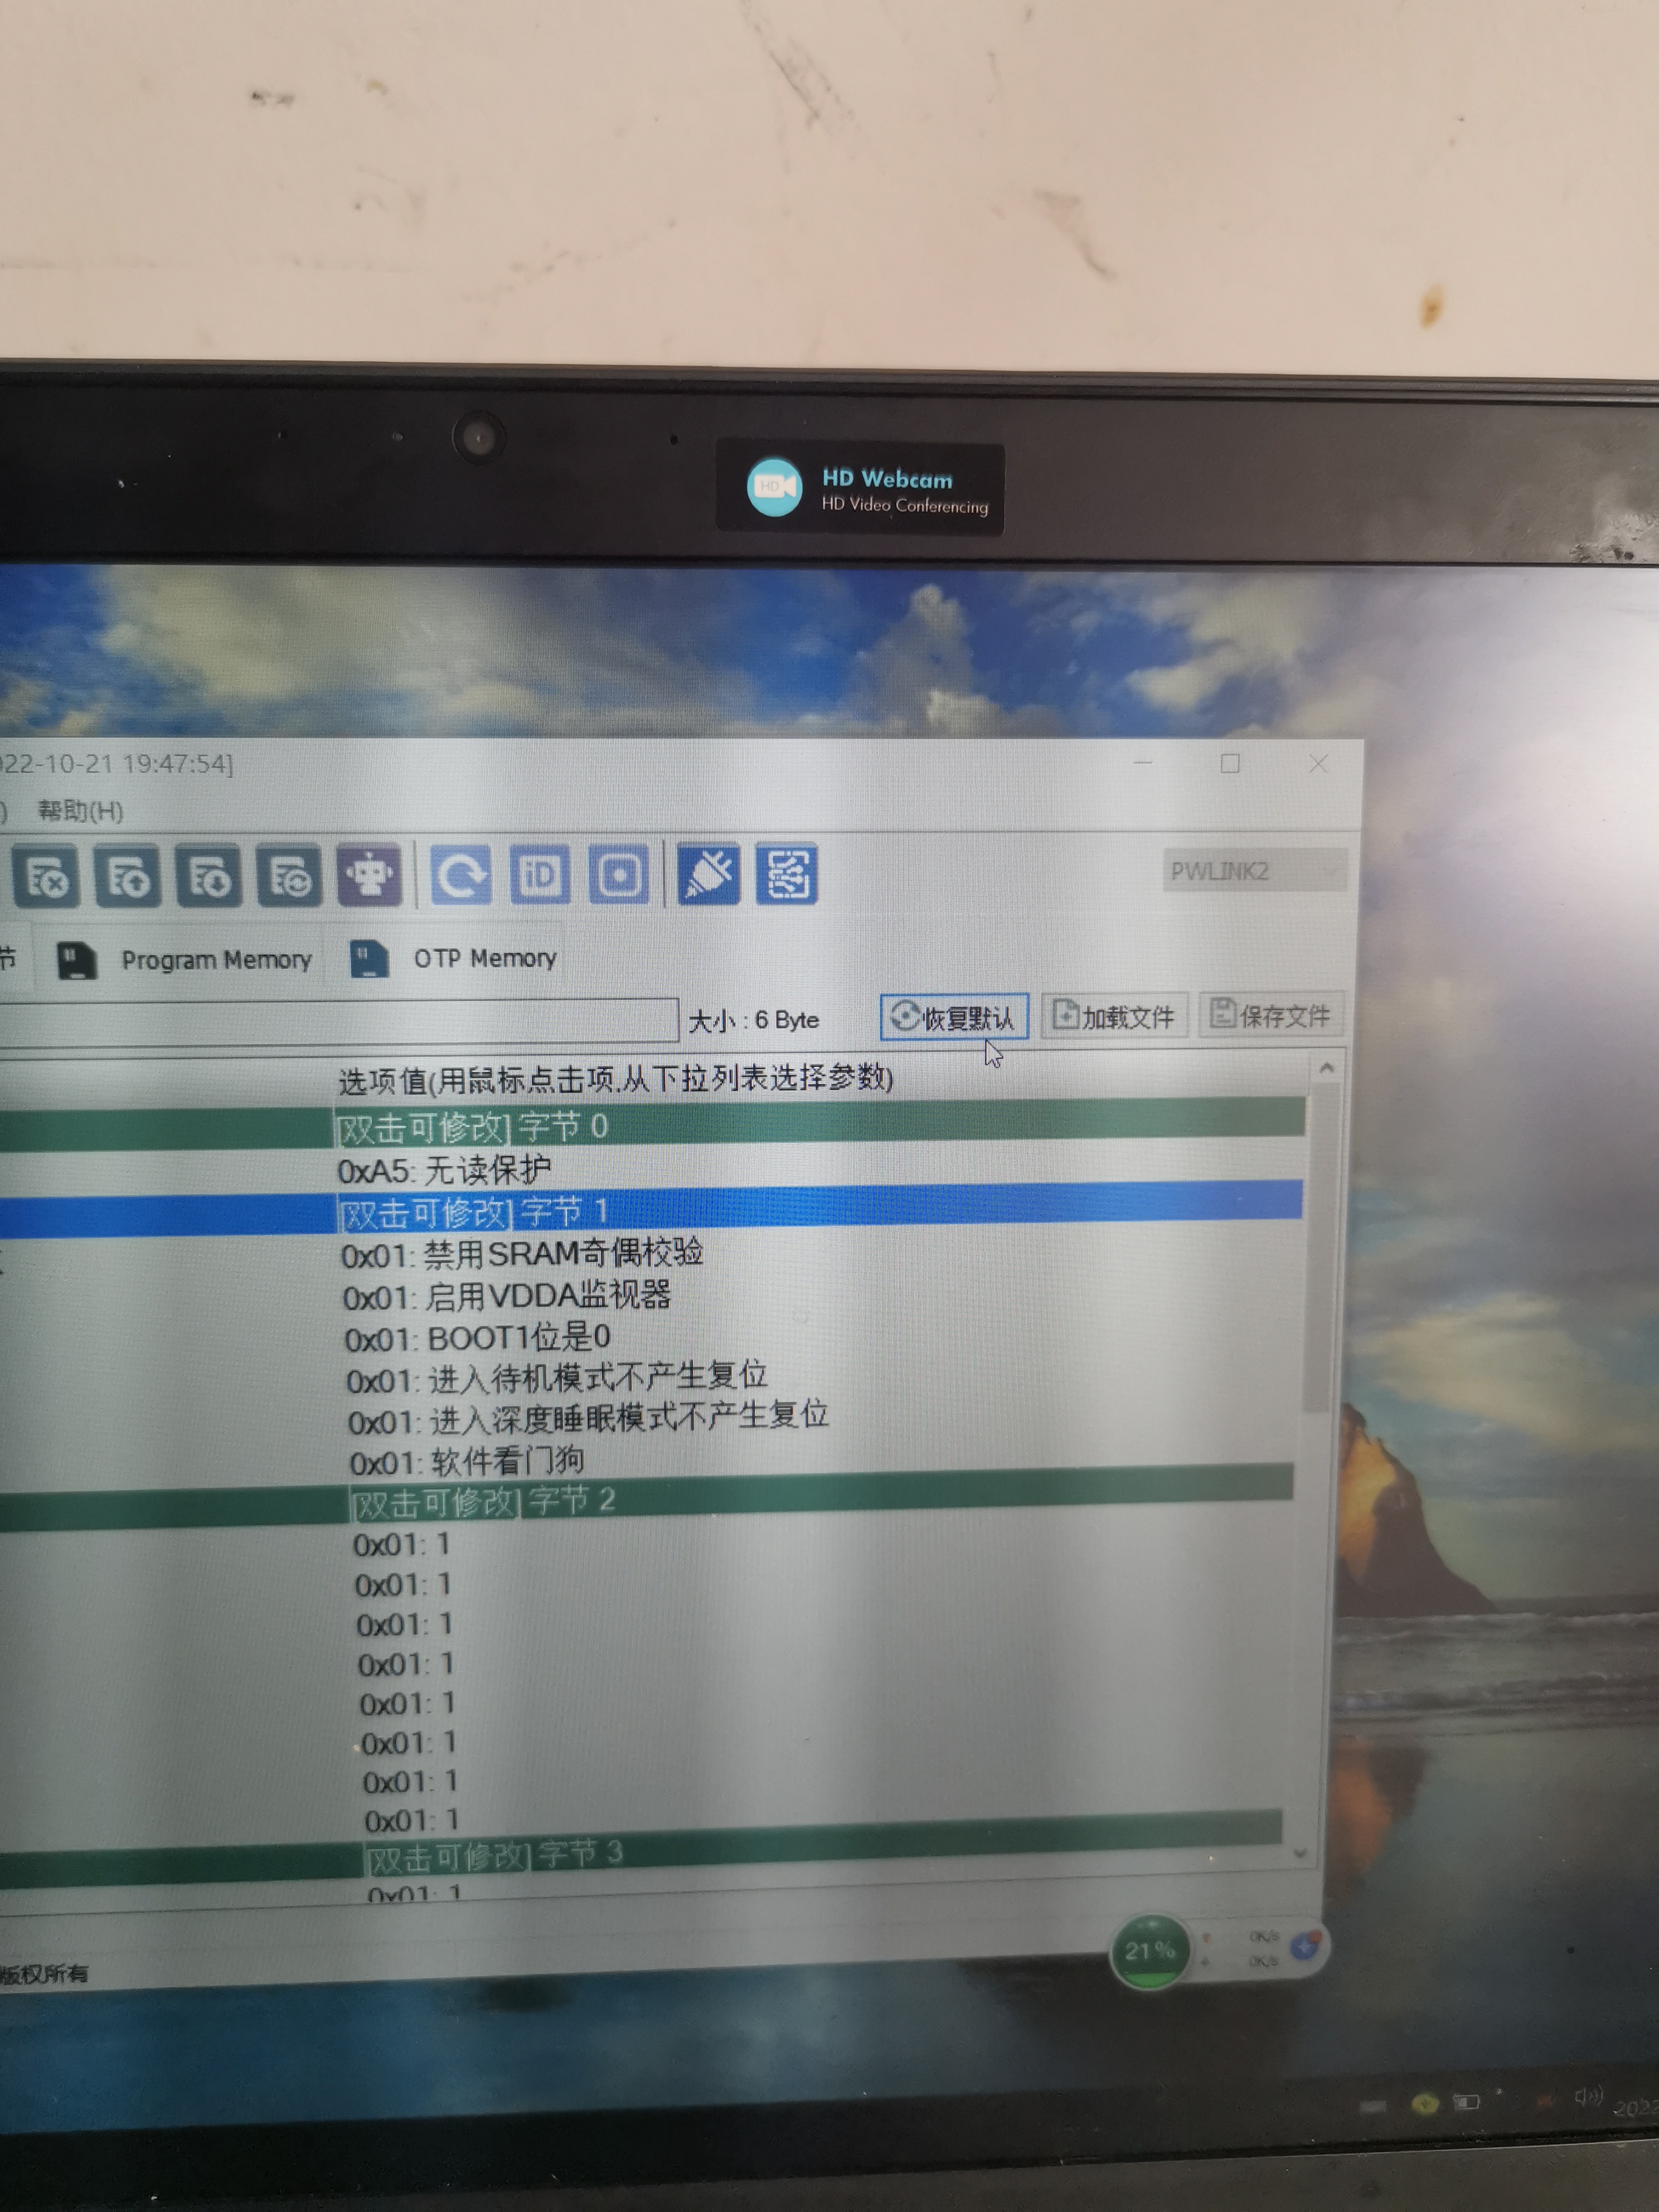 HD
HD Webcam
HD Video Conferencing
22-10-21 19:47:54]
) 帮助(H)
iD
PWLINK2
节 Program Memory OTP Memory
大小 : 6 Byte 恢复默认 加载文件 保存文件
选项值(用鼠标点击项,从下拉列表选择参数)
[双击可修改] 字节 0
0xA5: 无读保护
[双击可修改] 字节 1
0x01: 禁用SRAM奇偶校验
0x01: 启用VDDA监视器
0x01: BOOT1位是0
0x01: 进入待机模式不产生复位
0x01: 进入深度睡眠模式不产生复位
0x01: 软件看门狗
[双击可修改] 字节 2
0x01: 1
0x01: 1
0x01: 1
0x01: 1
0x01: 1
0x01: 1
0x01: 1
0x01: 1
[双击可修改] 字节 3
0x01: 1
21%
0K/s
0K/s
版权所有